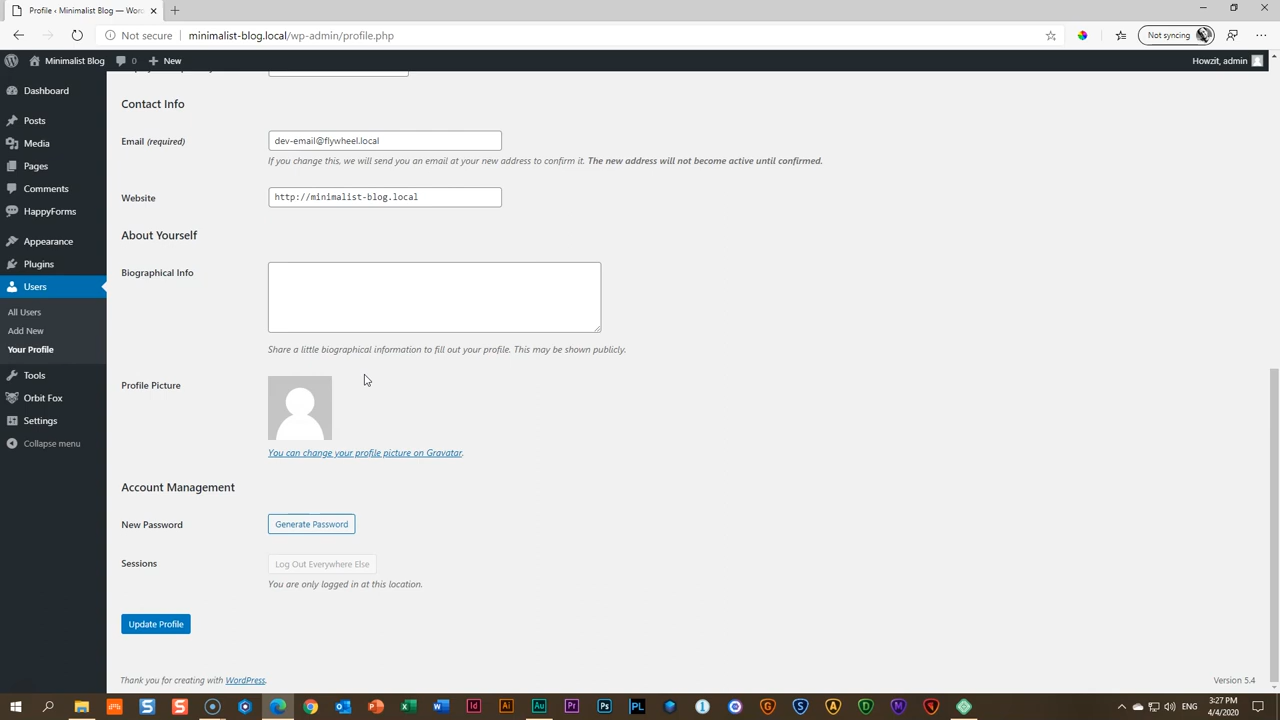 Profile ‹ Minimalist Blog — Wor
Not secure
minimalist-blog.local/wp-admin/profile.php
Not syncing
Minimalist Blog
0
New
Howzit, admin
Dashboard
Posts
Media
Pages
Comments
HappyForms
Appearance
Plugins
Users
All Users
Add New
Your Profile
Tools
Orbit Fox
Settings
Collapse menu
Contact Info
Email (required)
dev-email@flywheel.local
If you change this, we will send you an email at your new address to confirm it. The new address will not become active until confirmed.
Website
http://minimalist-blog.local
About Yourself
Biographical Info
Share a little biographical information to fill out your profile. This may be shown publicly.
Profile Picture
You can change your profile picture on Gravatar.
Account Management
New Password
Generate Password
Sessions
Log Out Everywhere Else
You are only logged in at this location.
Update Profile
Thank you for creating with WordPress.
Version 5.4
3:27 PM
4/4/2020